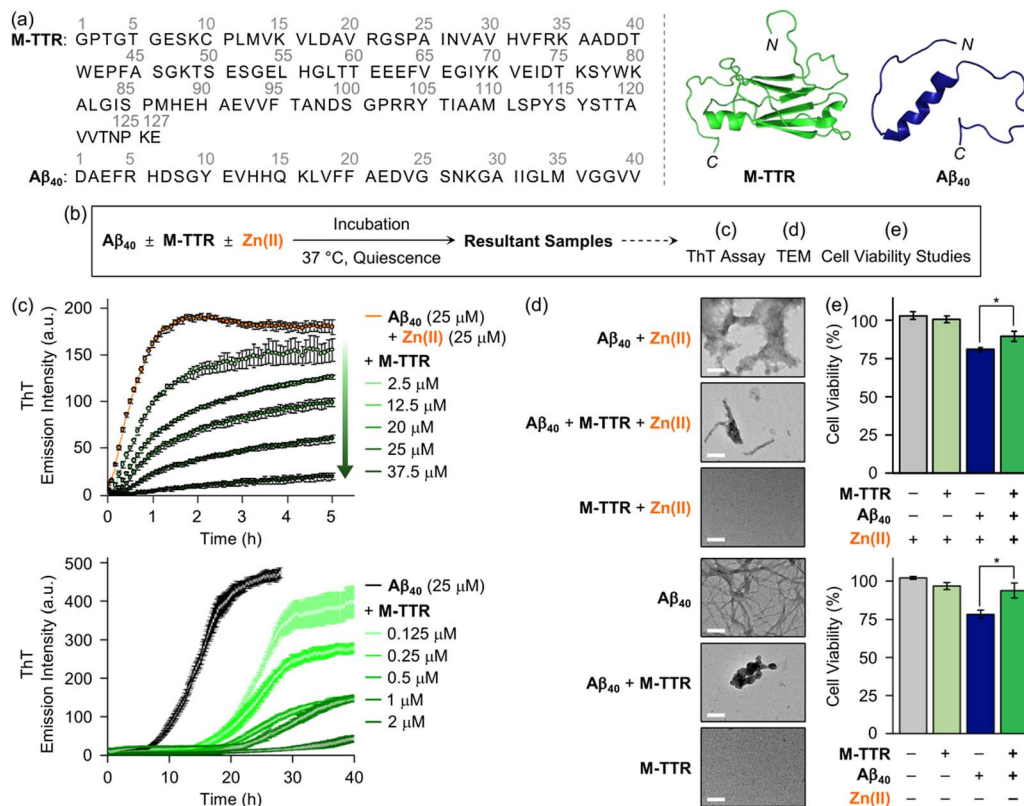 (a)
1 5 10 15 20 25 30 35 40
M-TTR: GPTGT GESKC PLMVK VLDAV RGSPA INVAV HVFRK AADDT
45 50 55 60 65 70 75 80
WEPFA SGKTS ESGEL HGLTT EEEFV EGIYK VEIDT KSYWK
85 90 95 100 105 110 115 120
ALGIS PMHEH AEVVF TANDS GPRRY TIAAM LSPYS YSTTA
125 127
VVTNP KE
1 5 10 15 20 25 30 35 40
Aβ40: DAEFR HDSGY EVHHQ KLVFF AEDVG SNKGA IIGLM VGGVV
N
C
M-TTR
N
C
Aβ40
(b)
Aβ40 ± M-TTR ± Zn(II)
Incubation
37 °C, Quiescence
Resultant Samples
(c) (d) (e)
ThT Assay TEM Cell Viability Studies
(c)
ThT
Emission Intensity (a.u.)
200
150
100
50
0
0 1 2 3 4 5
Time (h)
Aβ40 (25 μM)
+ Zn(II) (25 μM)
+ M-TTR
2.5 μM
12.5 μM
20 μM
25 μM
37.5 μM
ThT
Emission Intensity (a.u.)
500
400
300
200
100
0
0 10 20 30 40
Time (h)
Aβ40 (25 μM)
+ M-TTR
0.125 μM
0.25 μM
0.5 μM
1 μM
2 μM
(d)
Aβ40 + Zn(II)
Aβ40 + M-TTR + Zn(II)
M-TTR + Zn(II)
Aβ40
Aβ40 + M-TTR
M-TTR
(e)
Cell Viability (%)
100
75
50
25
0
*
M-TTR – + – +
Aβ40 – – + +
Zn(II) + + + +
Cell Viability (%)
100
75
50
25
0
*
M-TTR – + – +
Aβ40 – – + +
Zn(II) – – – –